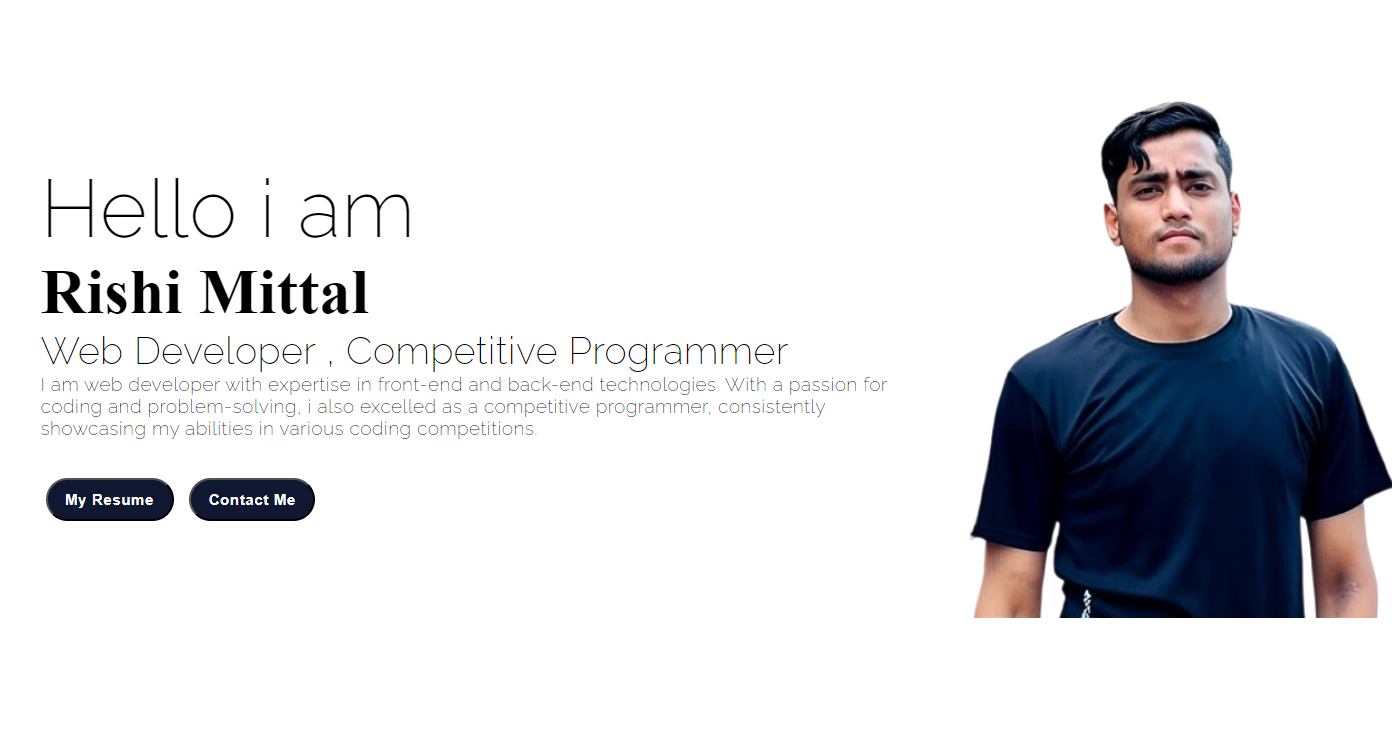 Hello i am
Rishi Mittal
Web Developer , Competitive Programmer
I am web developer with expertise in front-end and back-end technologies. With a passion for
coding and problem-solving, i also excelled as a competitive programmer, consistently
showcasing my abilities in various coding competitions.
My Resume
Contact Me